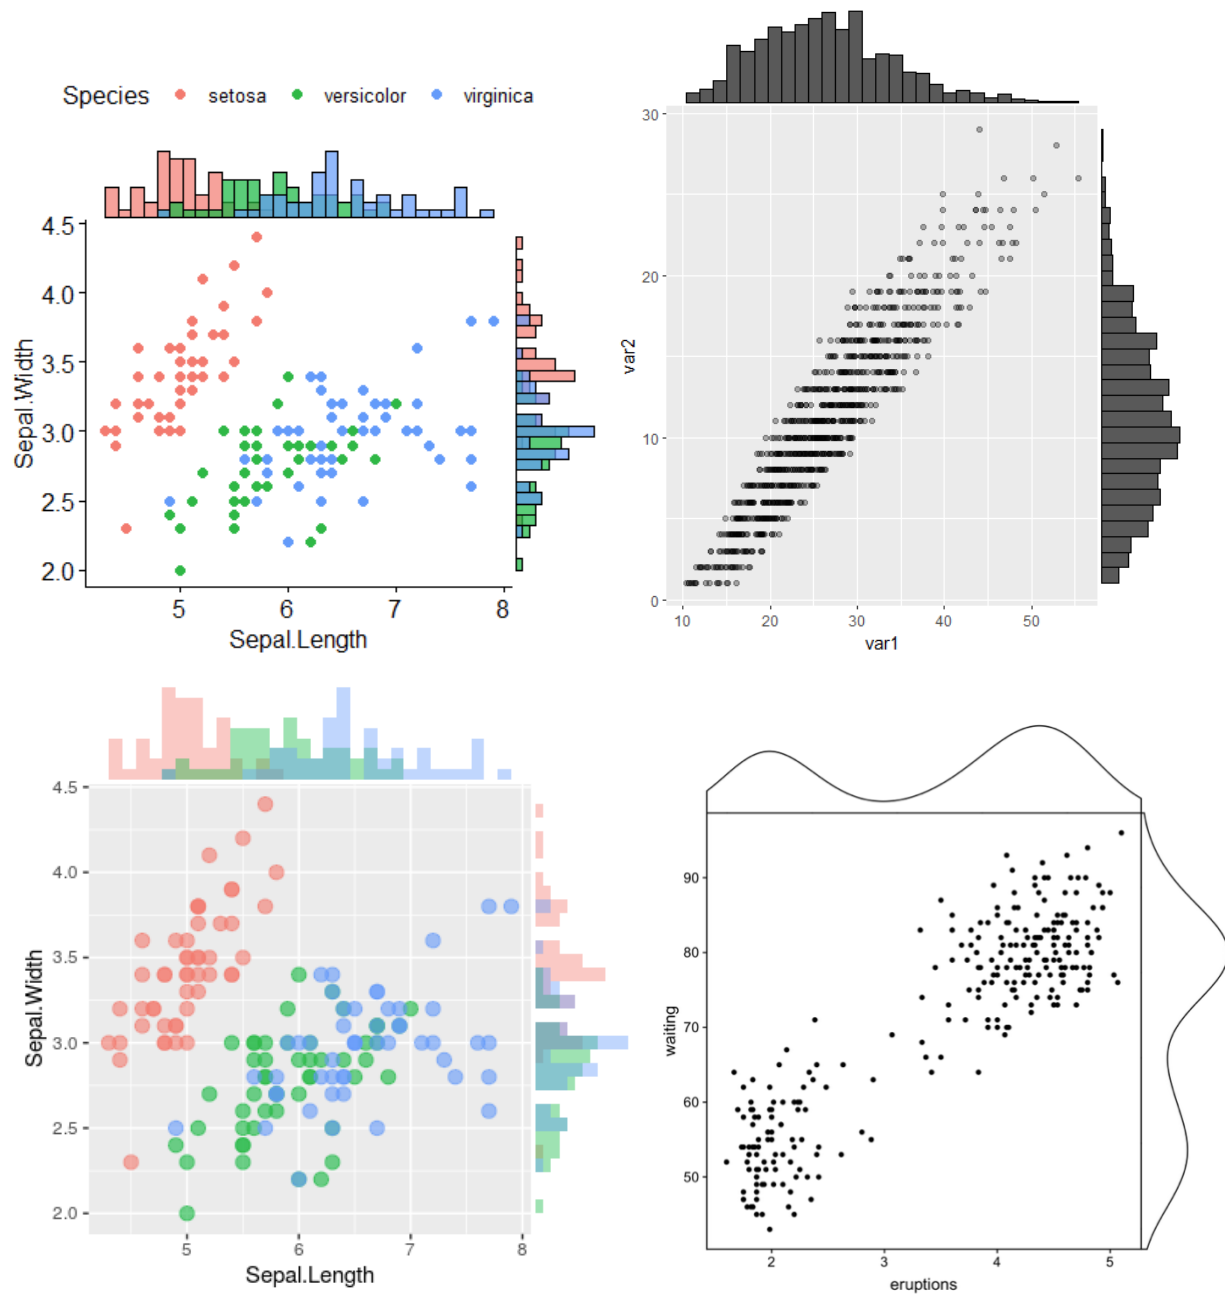 Species setosa versicolor virginica
4.5
4.0
3.5
3.0
2.5
2.0
Sepal.Width
5 6 7 8
Sepal.Length
30
20
10
0
var2
10 20 30 40 50
var1
4.5
4.0
3.5
3.0
2.5
2.0
Sepal.Width
5 6 7 8
Sepal.Length
90
80
70
60
50
waiting
2 3 4 5
eruptions